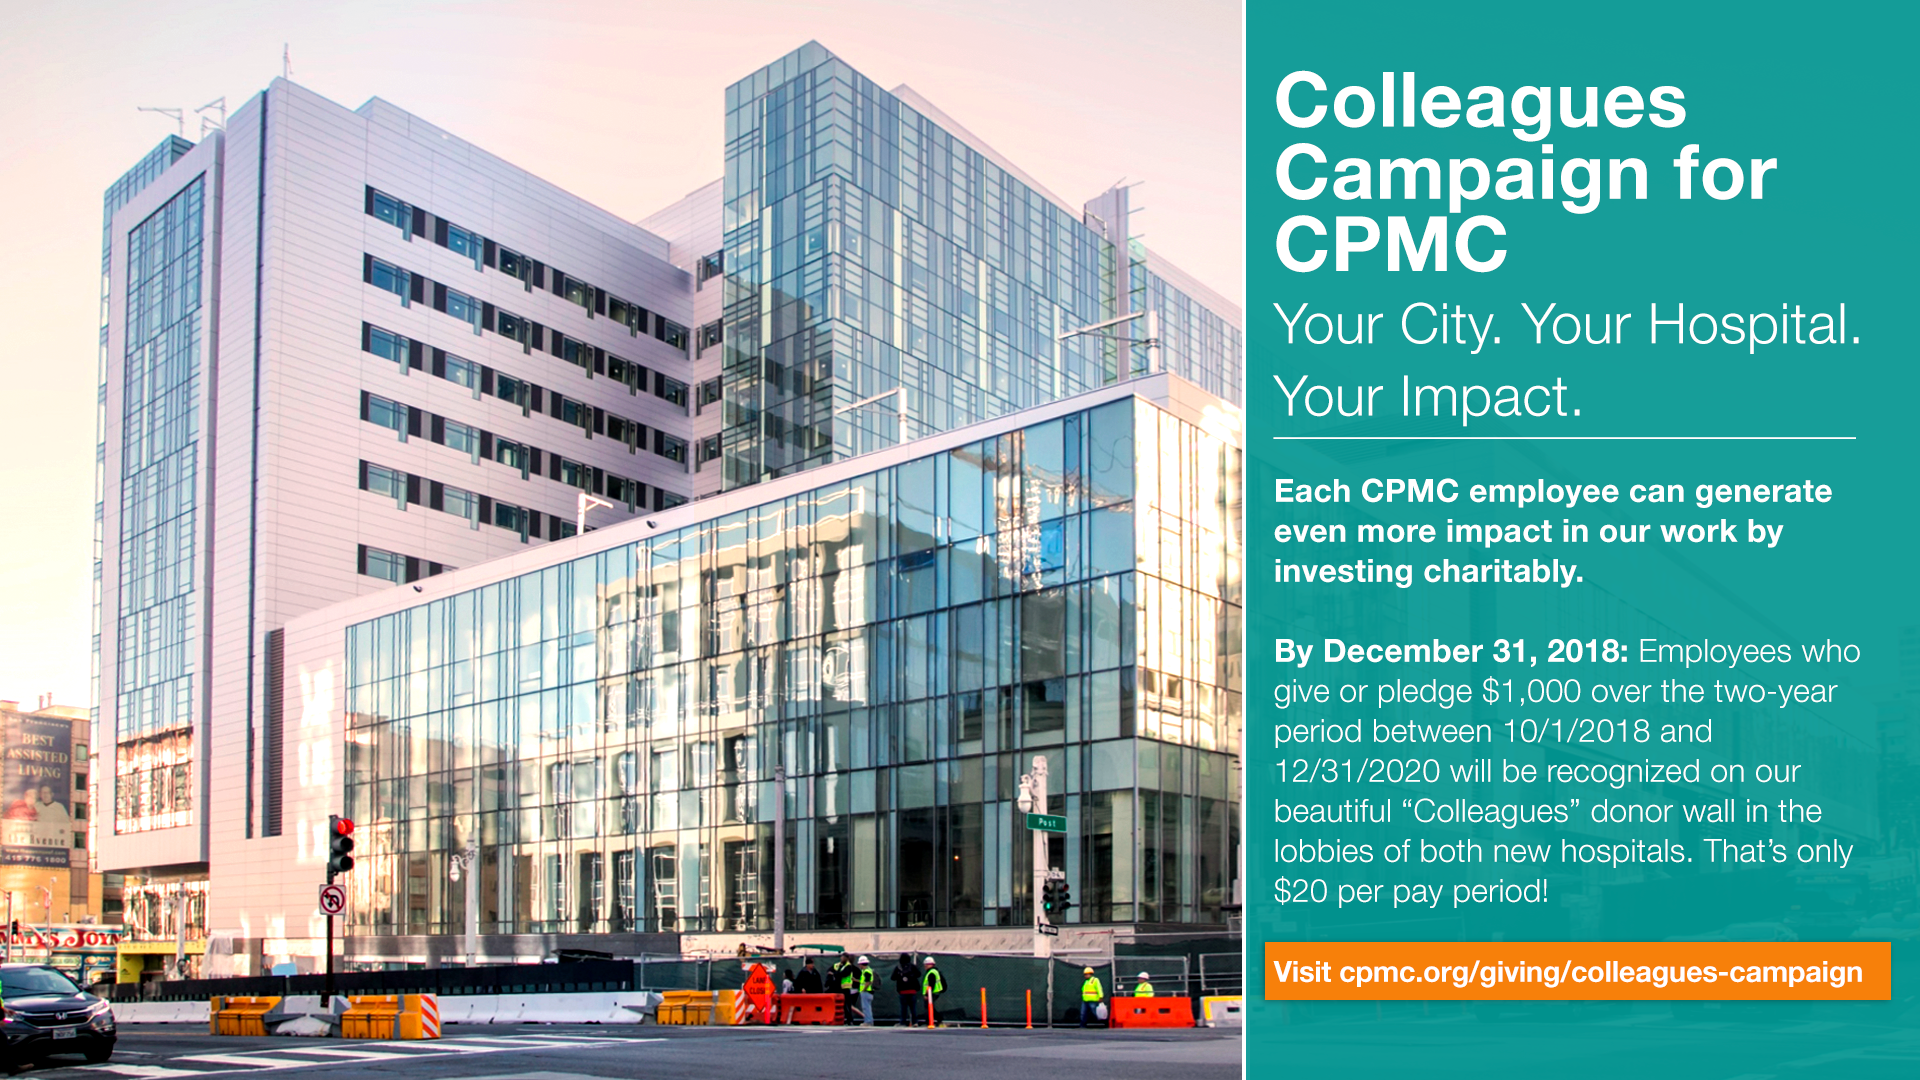 Colleagues
Campaign for
CPMC
Your City. Your Hospital.
Your Impact.
Each CPMC employee can generate
even more impact in our work by
investing charitably.
By December 31, 2018: Employees who
give or pledge $1,000 over the two-year
period between 10/1/2018 and
12/31/2020 will be recognized on our
beautiful “Colleagues” donor wall in the
lobbies of both new hospitals. That’s only
$20 per pay period!
Visit cpmc.org/giving/colleagues-campaign
BEST
ASSISTED
LIVING
415 776 1800
Post